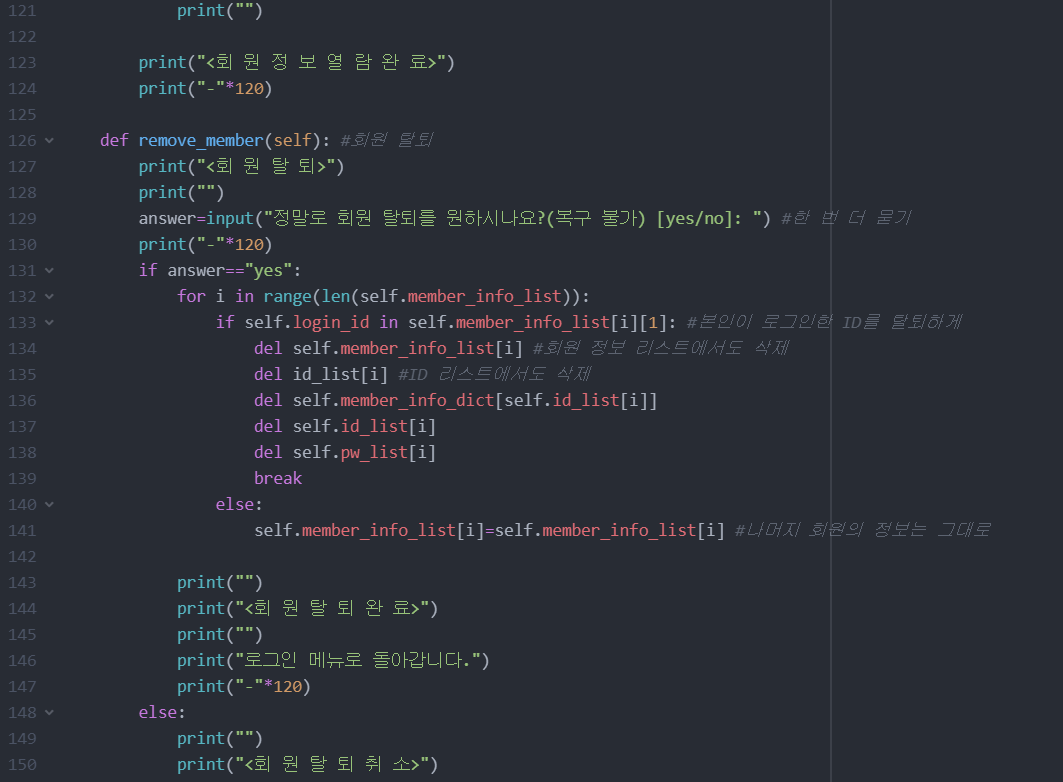 121 print("")
122
123 print("<회 원 정 보 열 람 완 료>")
124 print("-"*120)
125
126 def remove_member(self): #회원 탈퇴
127 print("<회 원 탈 퇴>")
128 print("")
129 answer=input("정말로 회원 탈퇴를 원하시나요?(복구 불가) [yes/no]: ") #한 번 더 묻기
130 print("-"*120)
131 if answer=="yes":
132 for i in range(len(self.member_info_list)):
133 if self.login_id in self.member_info_list[i][1]: #본인이 로그인한 ID를 탈퇴하게
134 del self.member_info_list[i] #회원 정보 리스트에서도 삭제
135 del id_list[i] #ID 리스트에서도 삭제
136 del self.member_info_dict[self.id_list[i]]
137 del self.id_list[i]
138 del self.pw_list[i]
139 break
140 else:
141 self.member_info_list[i]=self.member_info_list[i] #나머지 회원의 정보는 그대로
142
143 print("")
144 print("<회 원 탈 퇴 완 료>")
145 print("")
146 print("로그인 메뉴로 돌아갑니다.")
147 print("-"*120)
148 else:
149 print("")
150 print("<회 원 탈 퇴 취 소>")